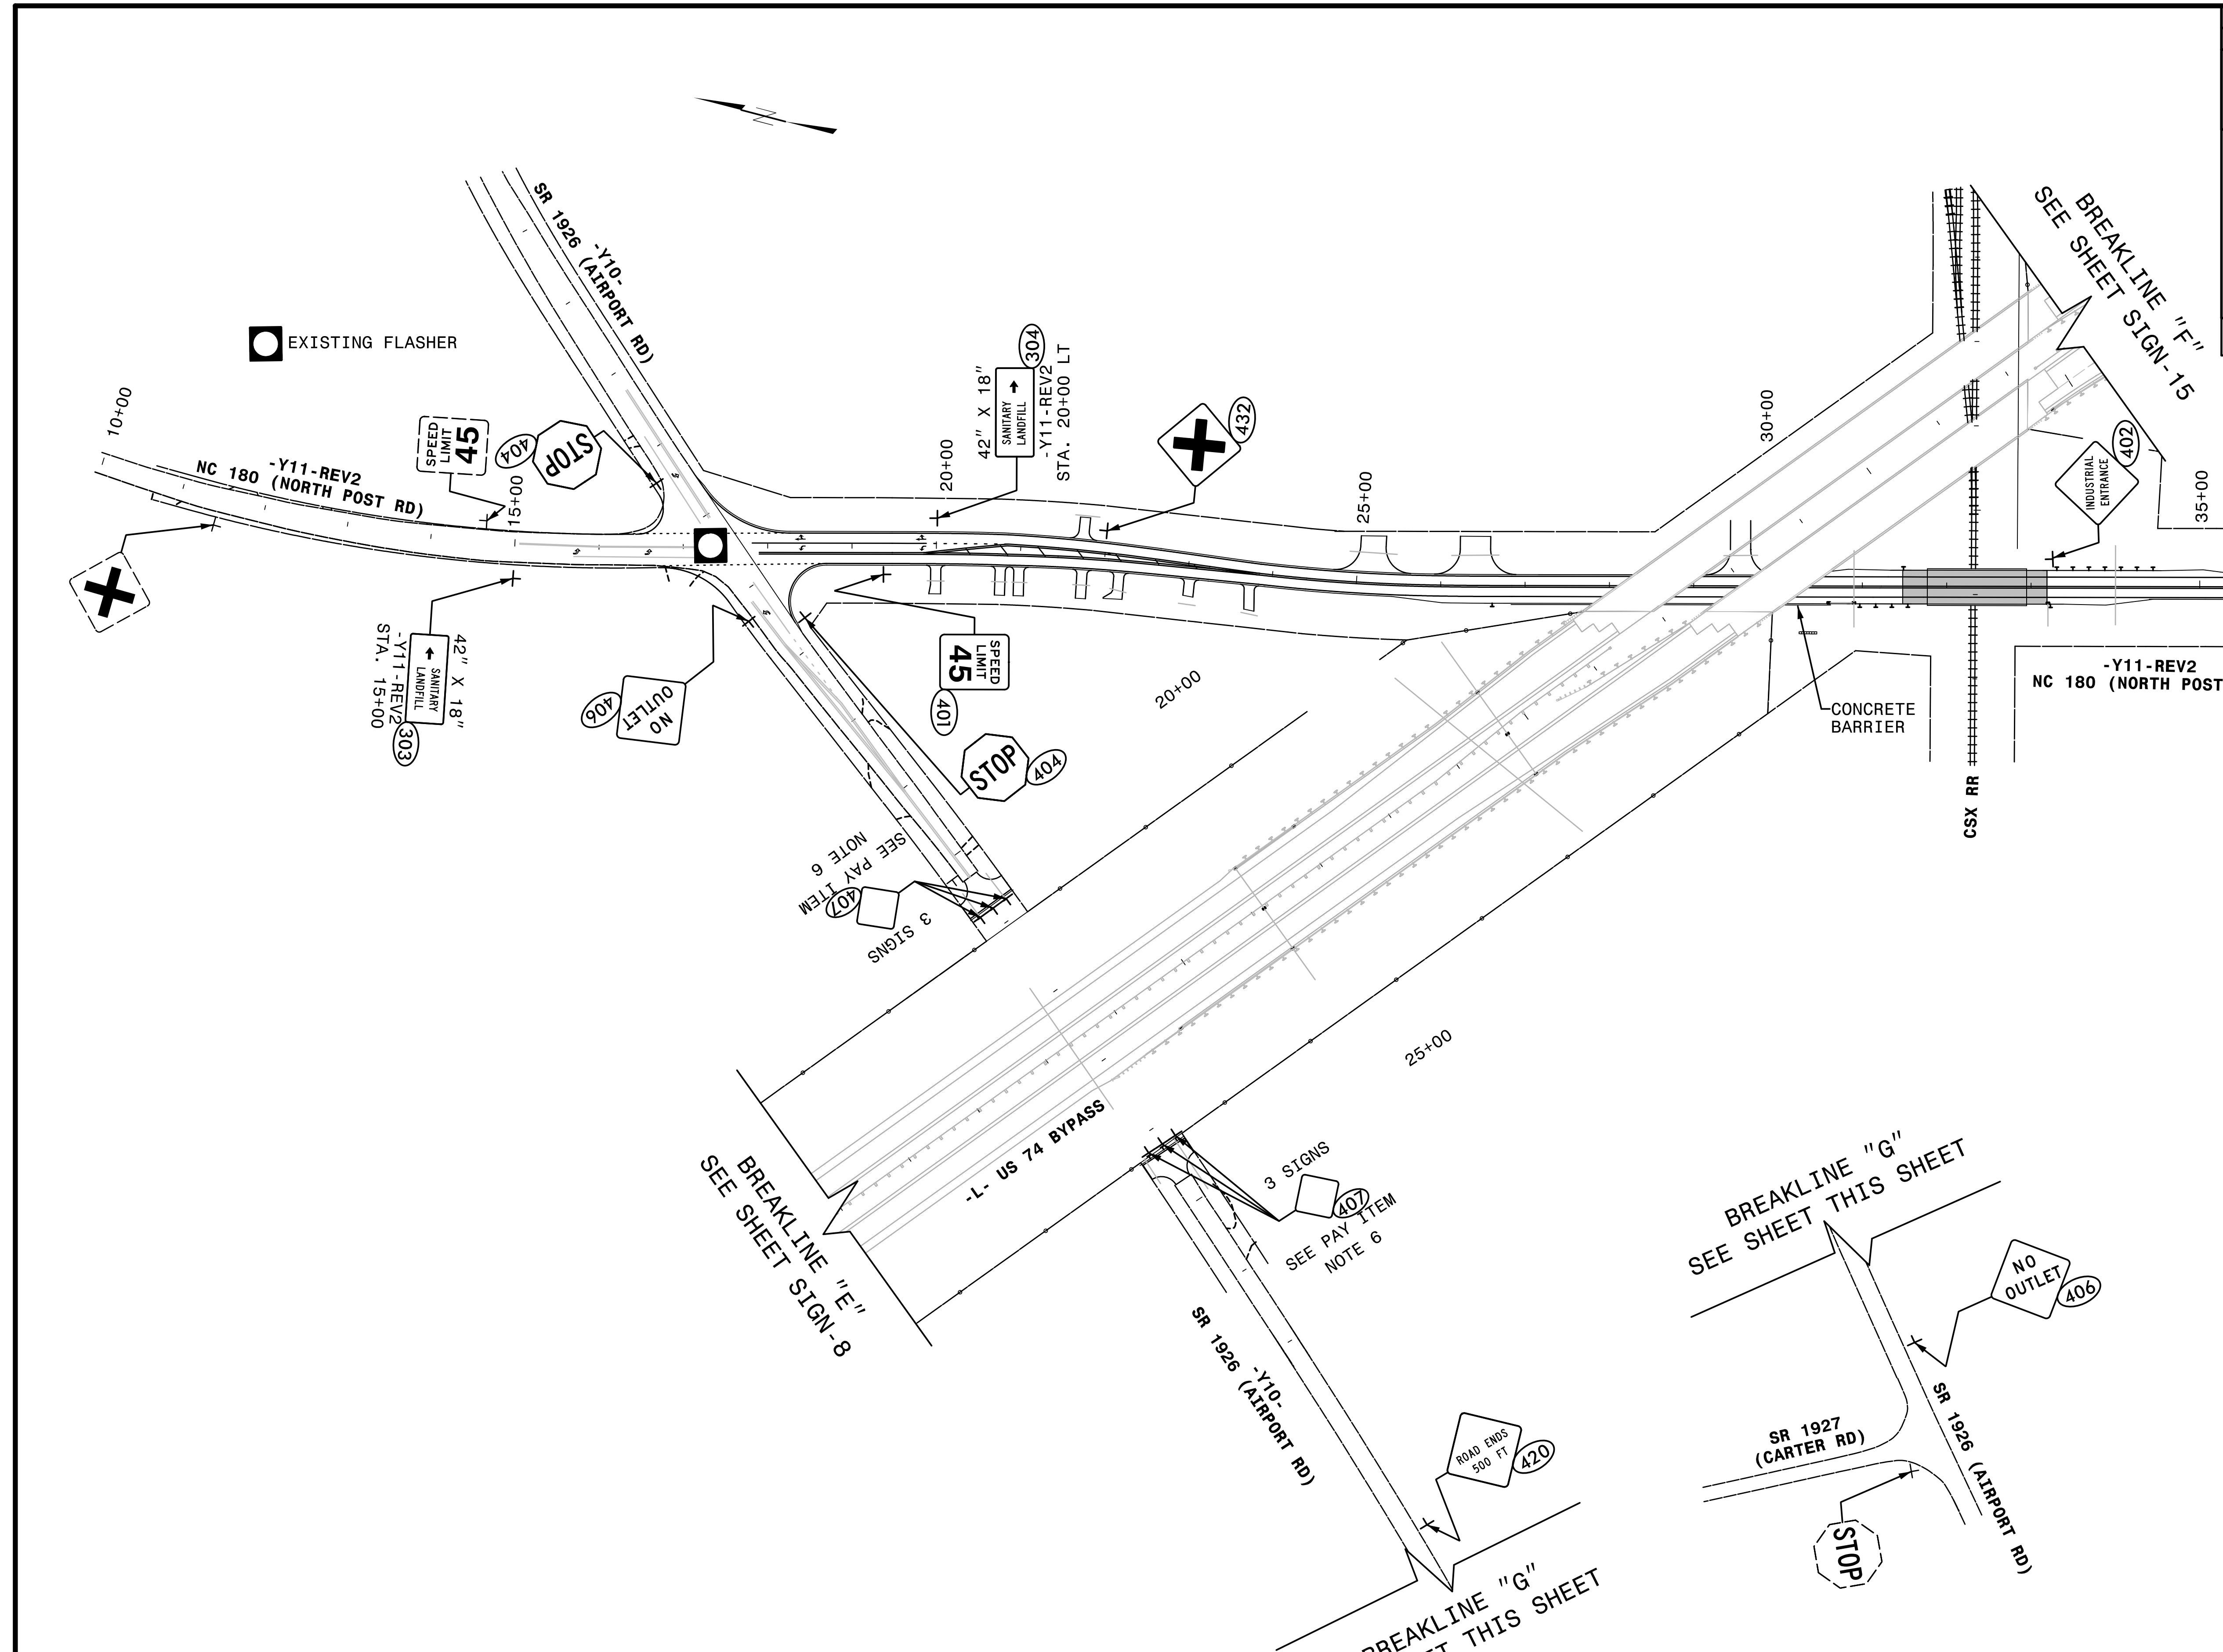 BREAKLINE "F"
SEE SHEET SIGN-15
SR 1926
-Y10-
(AIRPORT RD)
EXISTING FLASHER
10+00
-Y11-REV2
NC 180 (NORTH POST RD)
SPEED
LIMIT
45
404
STOP
15+00
20+00
42" X 18"
SANITARY
LANDFILL
304
-Y11-REV2
STA. 20+00 LT
432
25+00
30+00
INDUSTRIAL
ENTRANCE
402
35+00
42" X 18"
SANITARY
LANDFILL
303
-Y11-REV2
STA. 15+00
NO
OUTLET
406
SPEED
LIMIT
45
401
STOP
404
20+00
-Y11-REV2
NC 180 (NORTH POST
CONCRETE
BARRIER
CSX RR
SEE PAY ITEM
NOTE 6
407
3 SIGNS
25+00
-L- US 74 BYPASS
BREAKLINE "E"
SEE SHEET SIGN-8
3 SIGNS
407
SEE PAY ITEM
NOTE 6
SR 1926
-Y10-
(AIRPORT RD)
ROAD ENDS
500 FT
420
BREAKLINE "G"
THIS SHEET
BREAKLINE "G"
SEE SHEET THIS SHEET
NO
OUTLET
406
SR 1927
(CARTER RD)
SR 1926 (AIRPORT RD)
STOP